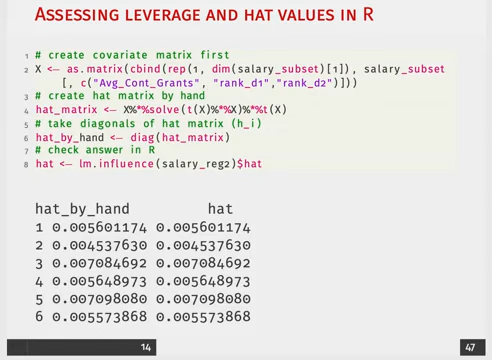 ASSESSING LEVERAGE AND HAT VALUES IN R
1 # create covariate matrix first
2 X <- as.matrix(cbind(rep(1, dim(salary_subset)[1]), salary_subset
[, c("Avg_Cont_Grants", "rank_d1","rank_d2")]))
3 # create hat matrix by hand
4 hat_matrix <- X%*%solve(t(X)%*%X)%*%t(X)
5 # take diagonals of hat matrix (h_i)
6 hat_by_hand <- diag(hat_matrix)
7 # check answer in R
8 hat <- lm.influence(salary_reg2)$hat
hat_by_hand hat
1 0.005601174 0.005601174
2 0.004537630 0.004537630
3 0.007084692 0.007084692
4 0.005648973 0.005648973
5 0.007098080 0.007098080
6 0.005573868 0.005573868
14 47